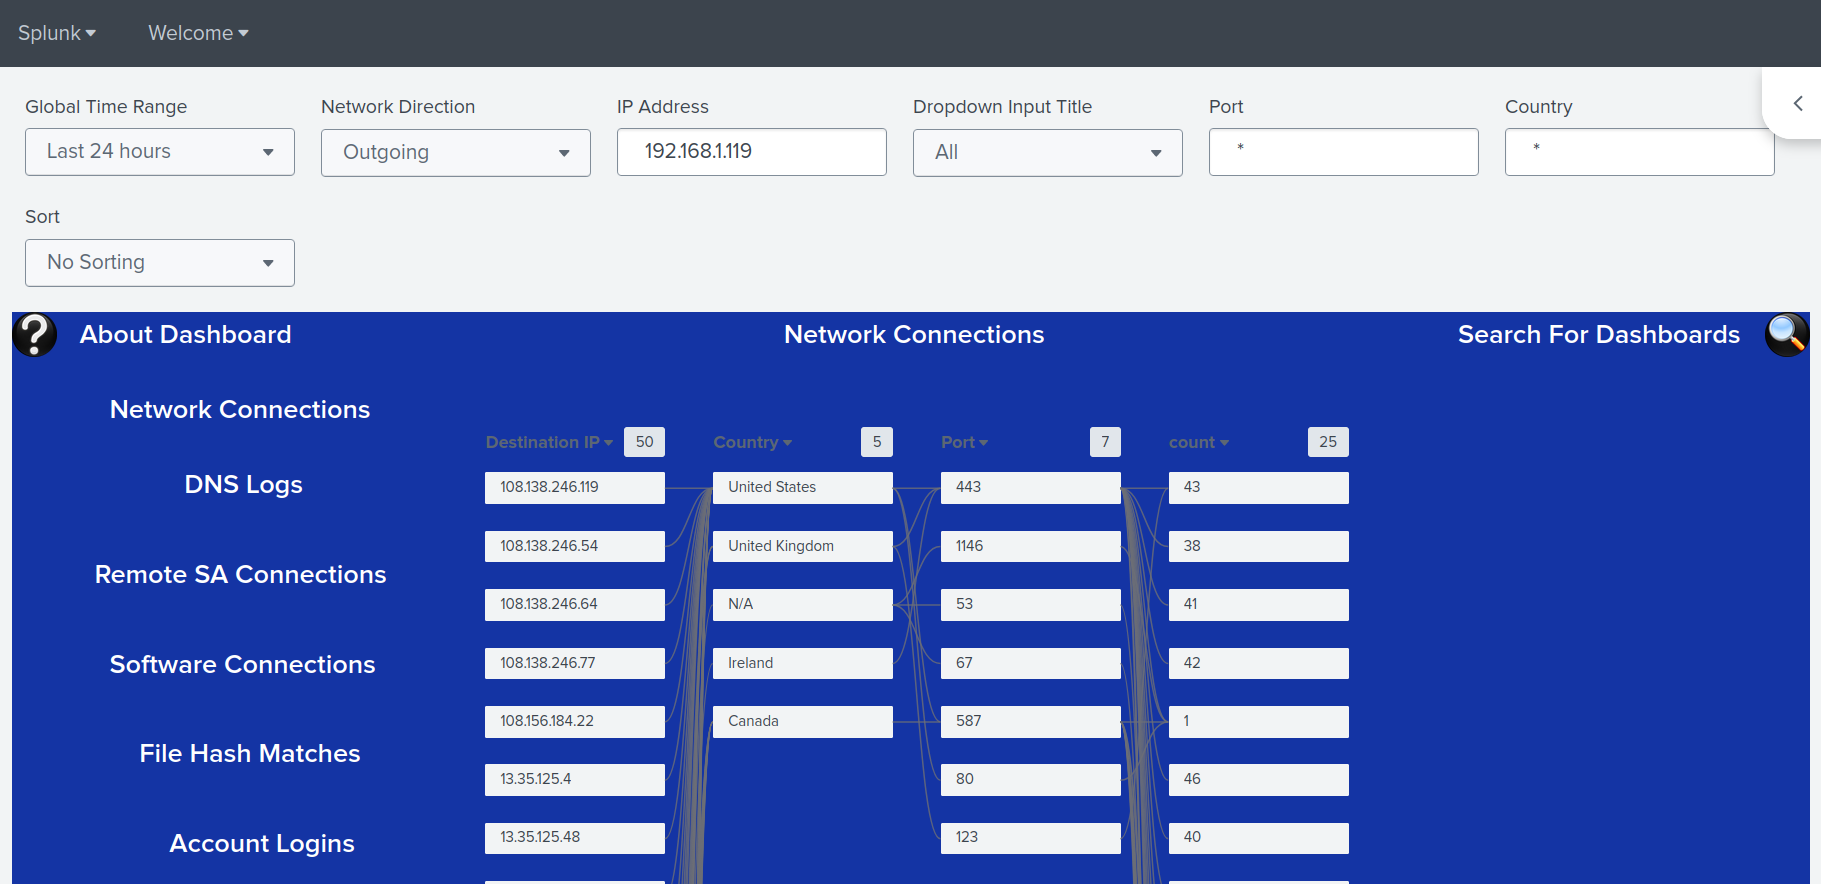 Splunk Welcome
Global Time Range Network Direction IP Address Dropdown Input Title Port Country
Last 24 hours Outgoing 192.168.1.119 All * *
Sort
No Sorting
About Dashboard Network Connections Search For Dashboards
Network Connections
Destination IP 50 Country 5 Port 7 count 25
DNS Logs 108.138.246.119 United States 443 43
108.138.246.54 United Kingdom 1146 38
Remote SA Connections 108.138.246.64 N/A 53 41
Software Connections 108.138.246.77 Ireland 67 42
108.156.184.22 Canada 587 1
File Hash Matches 13.35.125.4 80 46
Account Logins 13.35.125.48 123 40